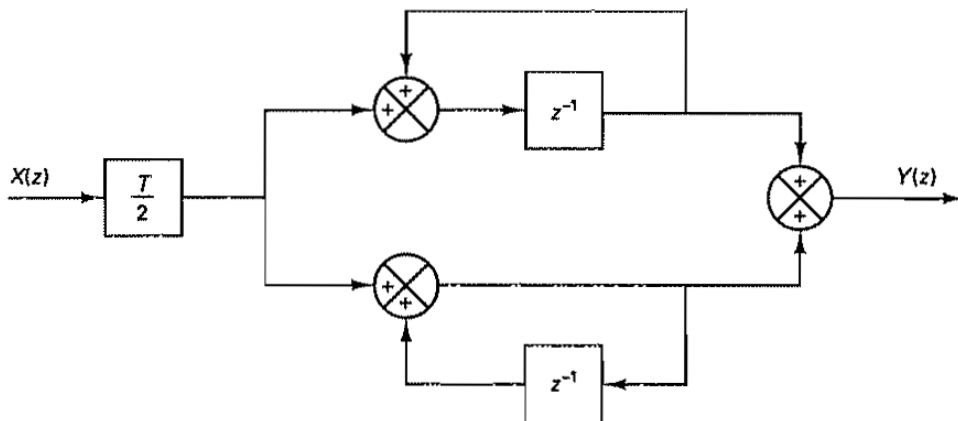 +
+
z⁻¹
X(z)
T
2
+
+
Y(z)
+
+
z⁻¹